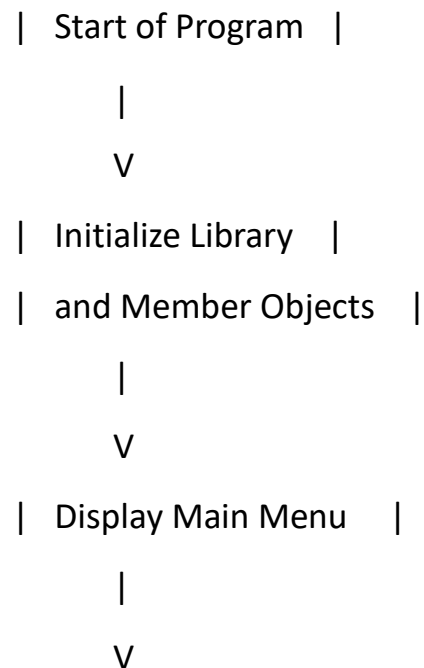 | Start of Program |
|
V
| Initialize Library |
| and Member Objects |
|
V
| Display Main Menu |
|
V